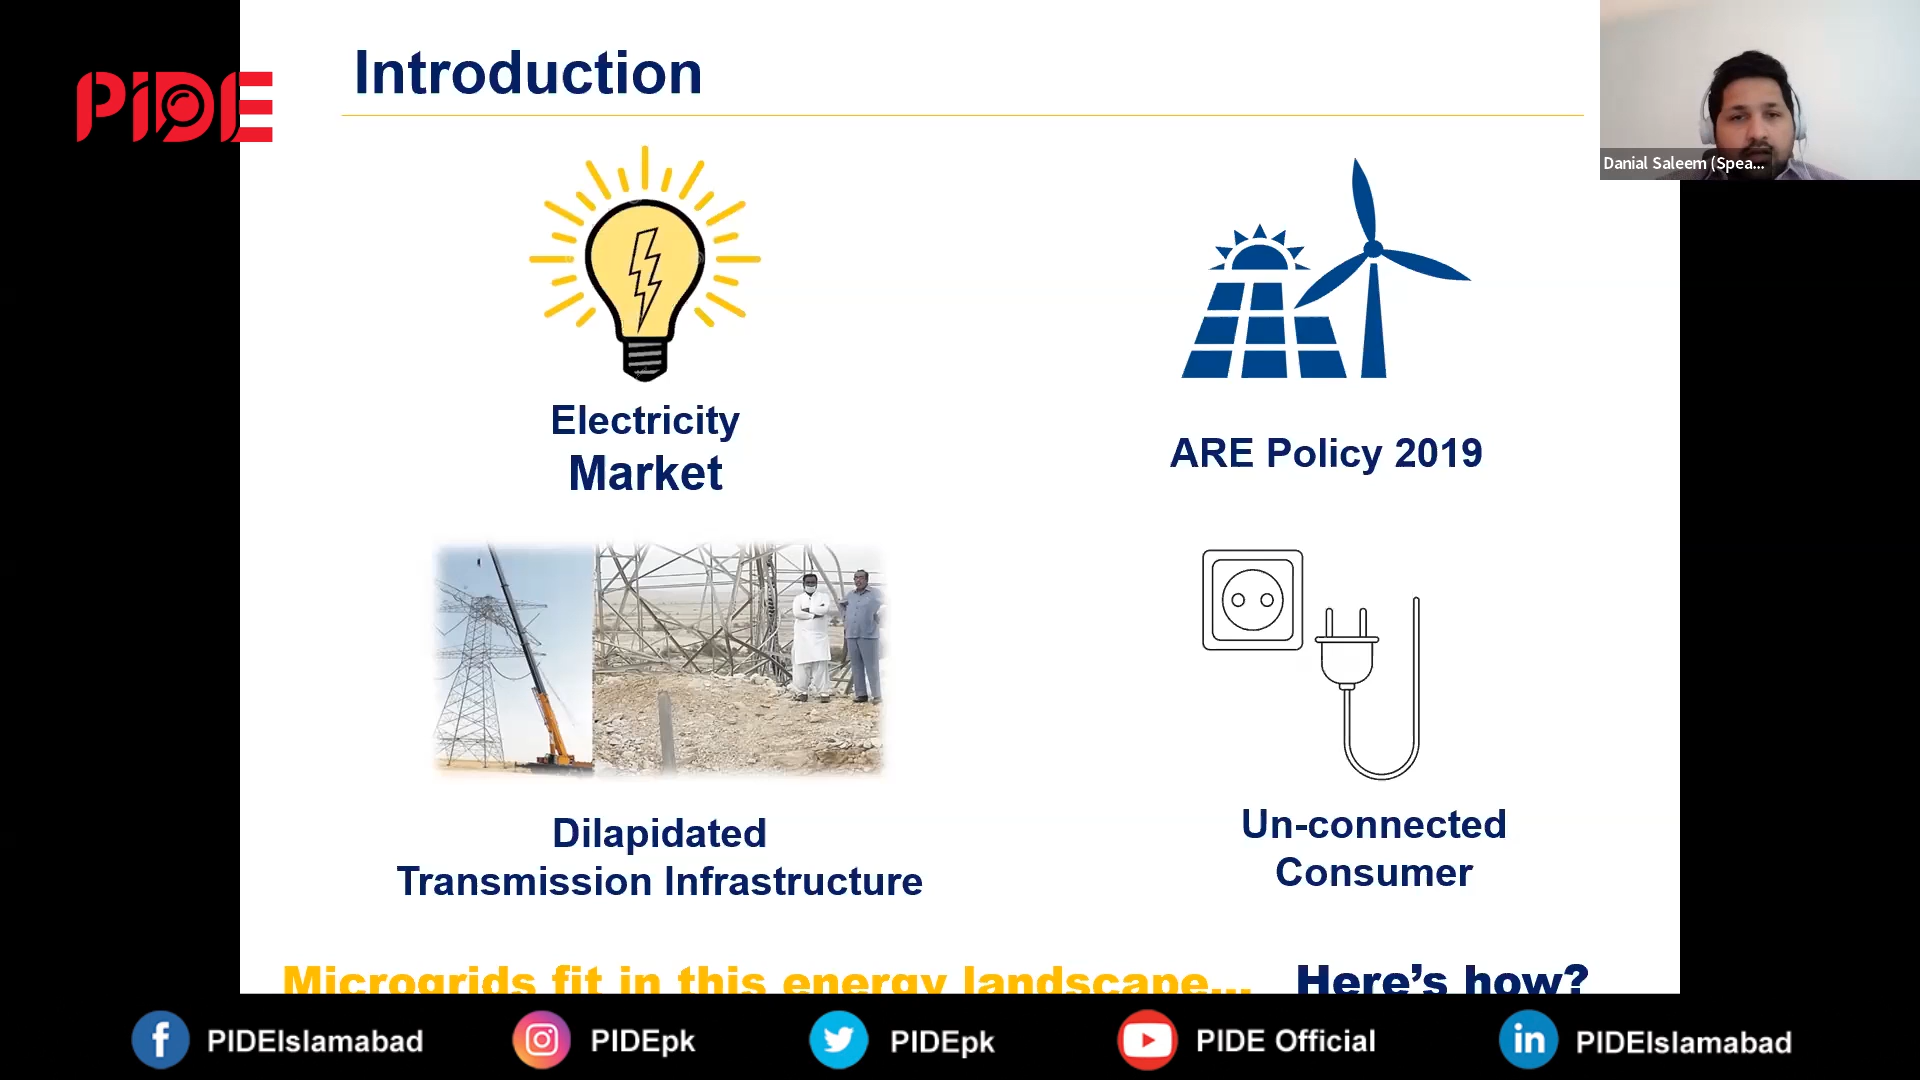 Introduction
PIDE
Danial Saleem (Spea...
Electricity
Market
ARE Policy 2019
Dilapidated
Transmission Infrastructure
Un-connected
Consumer
Microgrids fit in this energy landscape... Here’s how?
PIDEIslamabad
PIDEpk
PIDEpk
PIDE Official
PIDEIslamabad